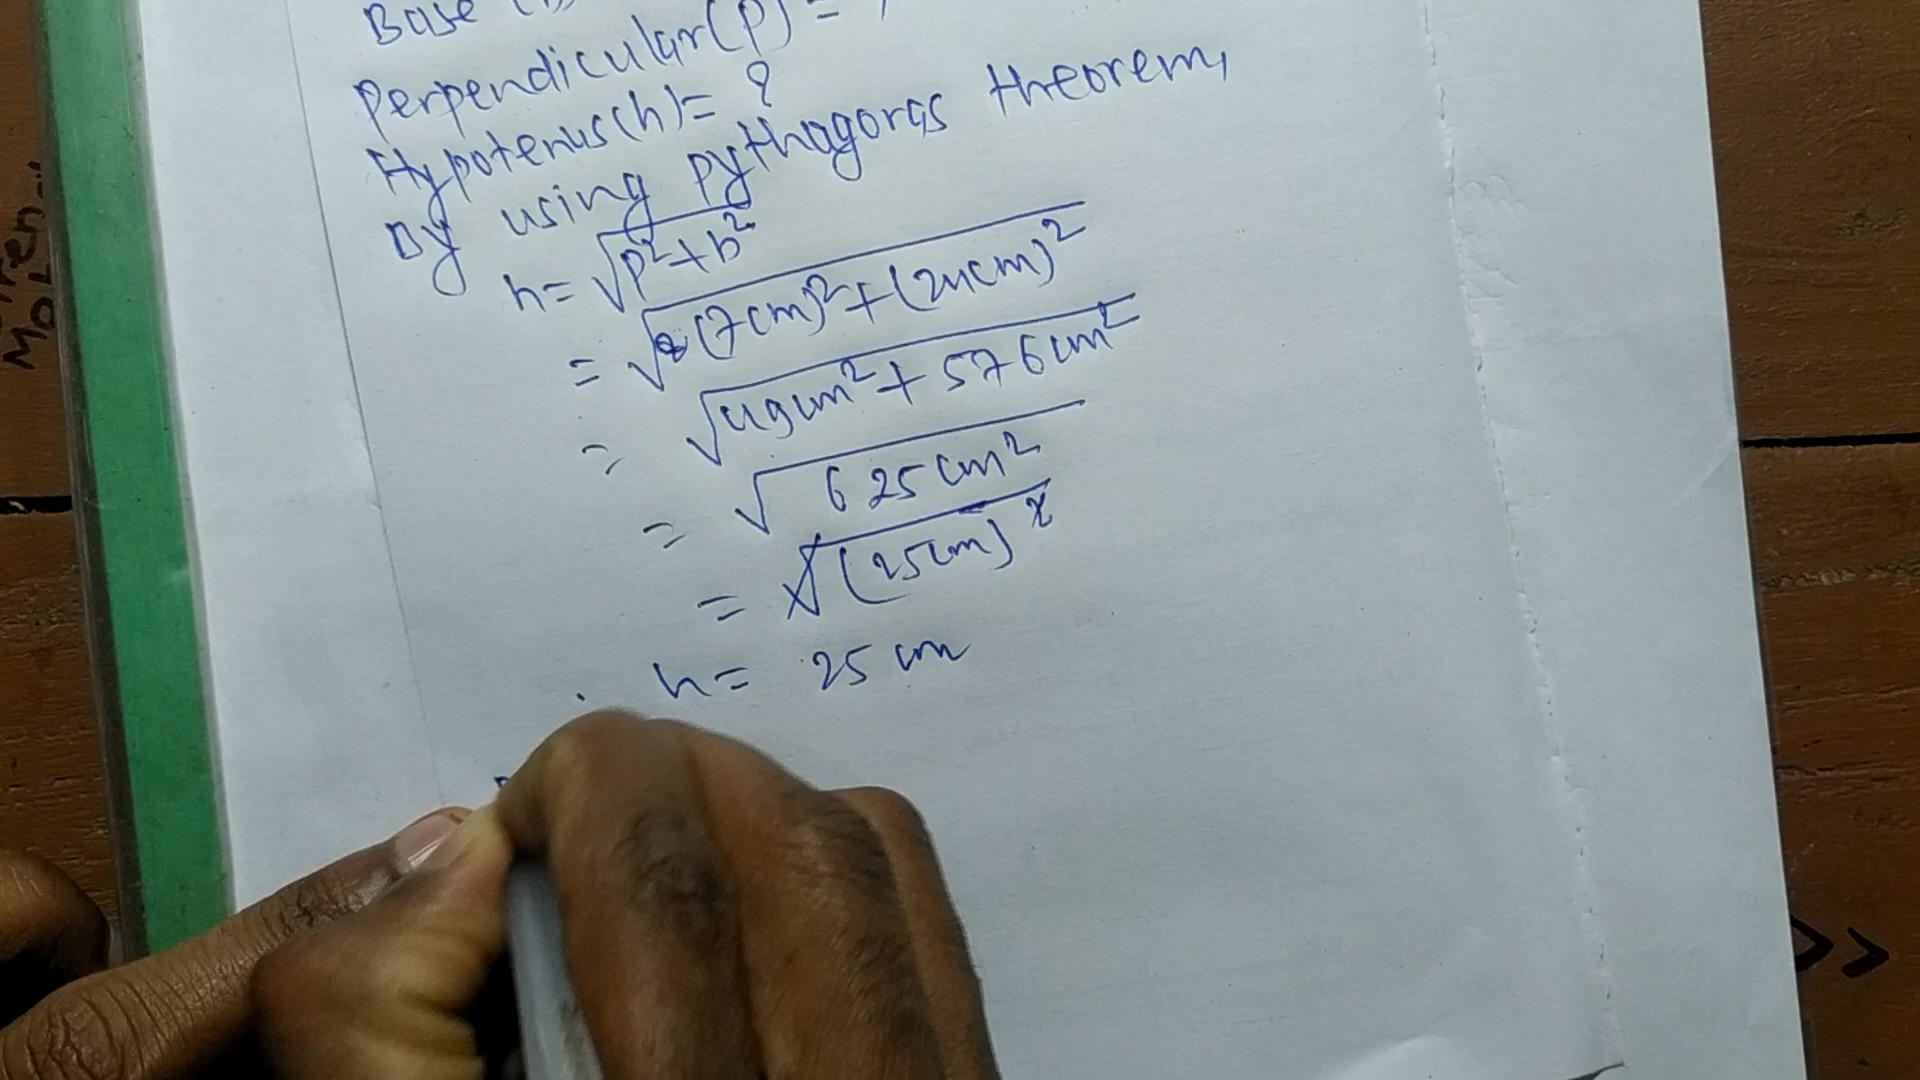 Base
Perpendicular(p) =
Hypotenus(h)= ?
By using pythagoras theorem,
h= √p²+b²
= √(7cm)²+(24cm)²
= √49cm²+ 576cm²
= √625cm²
= √(25cm)²
h= 25 cm